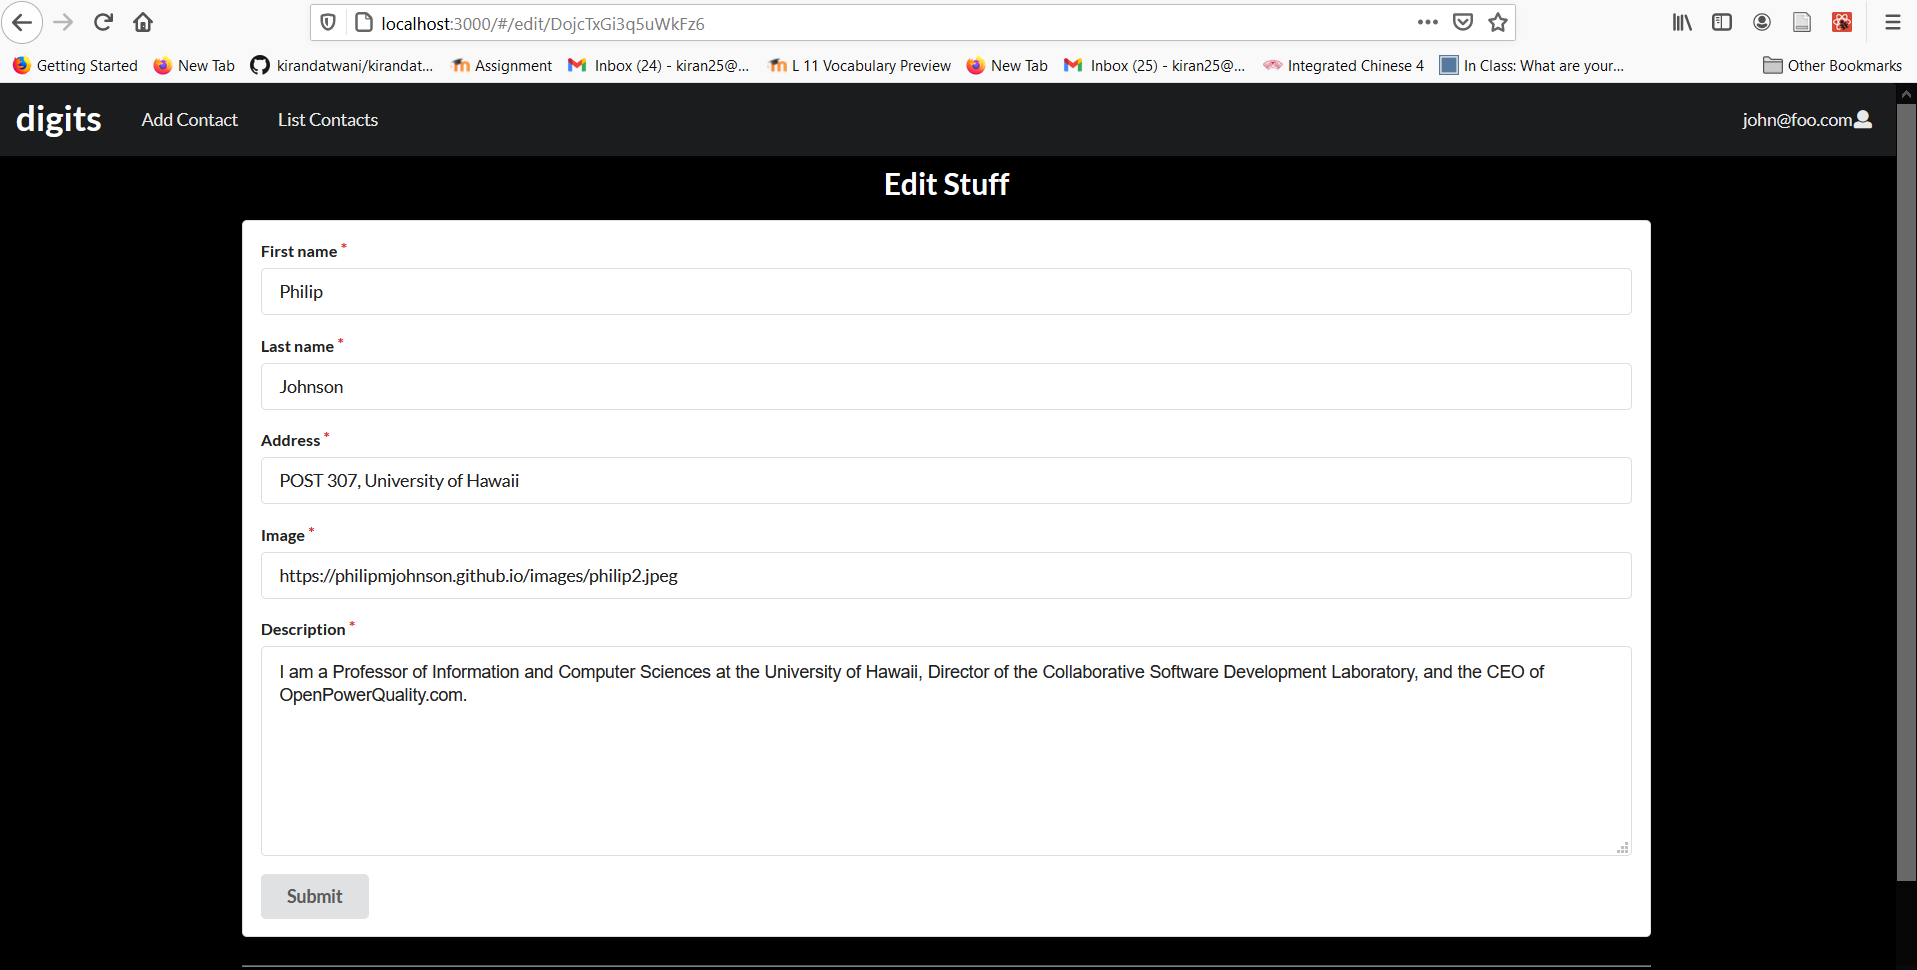 localhost:3000/#/edit/DojcTxGi3q5uWkFz6
Getting Started
New Tab
kirandatwani/kirandat...
Assignment
Inbox (24) - kiran25@...
L 11 Vocabulary Preview
New Tab
Inbox (25) - kiran25@...
Integrated Chinese 4
In Class: What are your...
Other Bookmarks
digits
Add Contact
List Contacts
john@foo.com
Edit Stuff
First name *
Philip
Last name *
Johnson
Address *
POST 307, University of Hawaii
Image *
https://philipmjohnson.github.io/images/philip2.jpeg
Description *
I am a Professor of Information and Computer Sciences at the University of Hawaii, Director of the Collaborative Software Development Laboratory, and the CEO of
OpenPowerQuality.com.
Submit